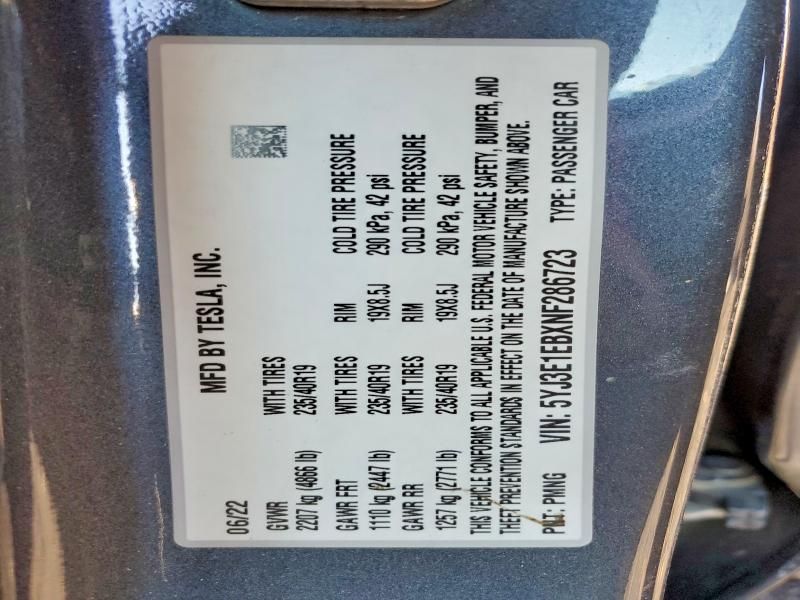 MFD BY TESLA, INC.
06/22
GVWR WITH TIRES
2207 kg (4866 lb) 235/40R19
GAWR FRT WITH TIRES RIM COLD TIRE PRESSURE
1110 kg (2447 lb) 235/40R19 19X8.5J 290 kPa, 42 psi
GAWR RR WITH TIRES RIM COLD TIRE PRESSURE
1257 kg (2771 lb) 235/40R19 19X8.5J 290 kPa, 42 psi
THIS VEHICLE CONFORMS TO ALL APPLICABLE U.S. FEDERAL MOTOR VEHICLE SAFETY, BUMPER, AND
THEFT PREVENTION STANDARDS IN EFFECT ON THE DATE OF MANUFACTURE SHOWN ABOVE.
PNT: PMNG VIN: 5YJ3E1EBXNF286723 TYPE: PASSENGER CAR